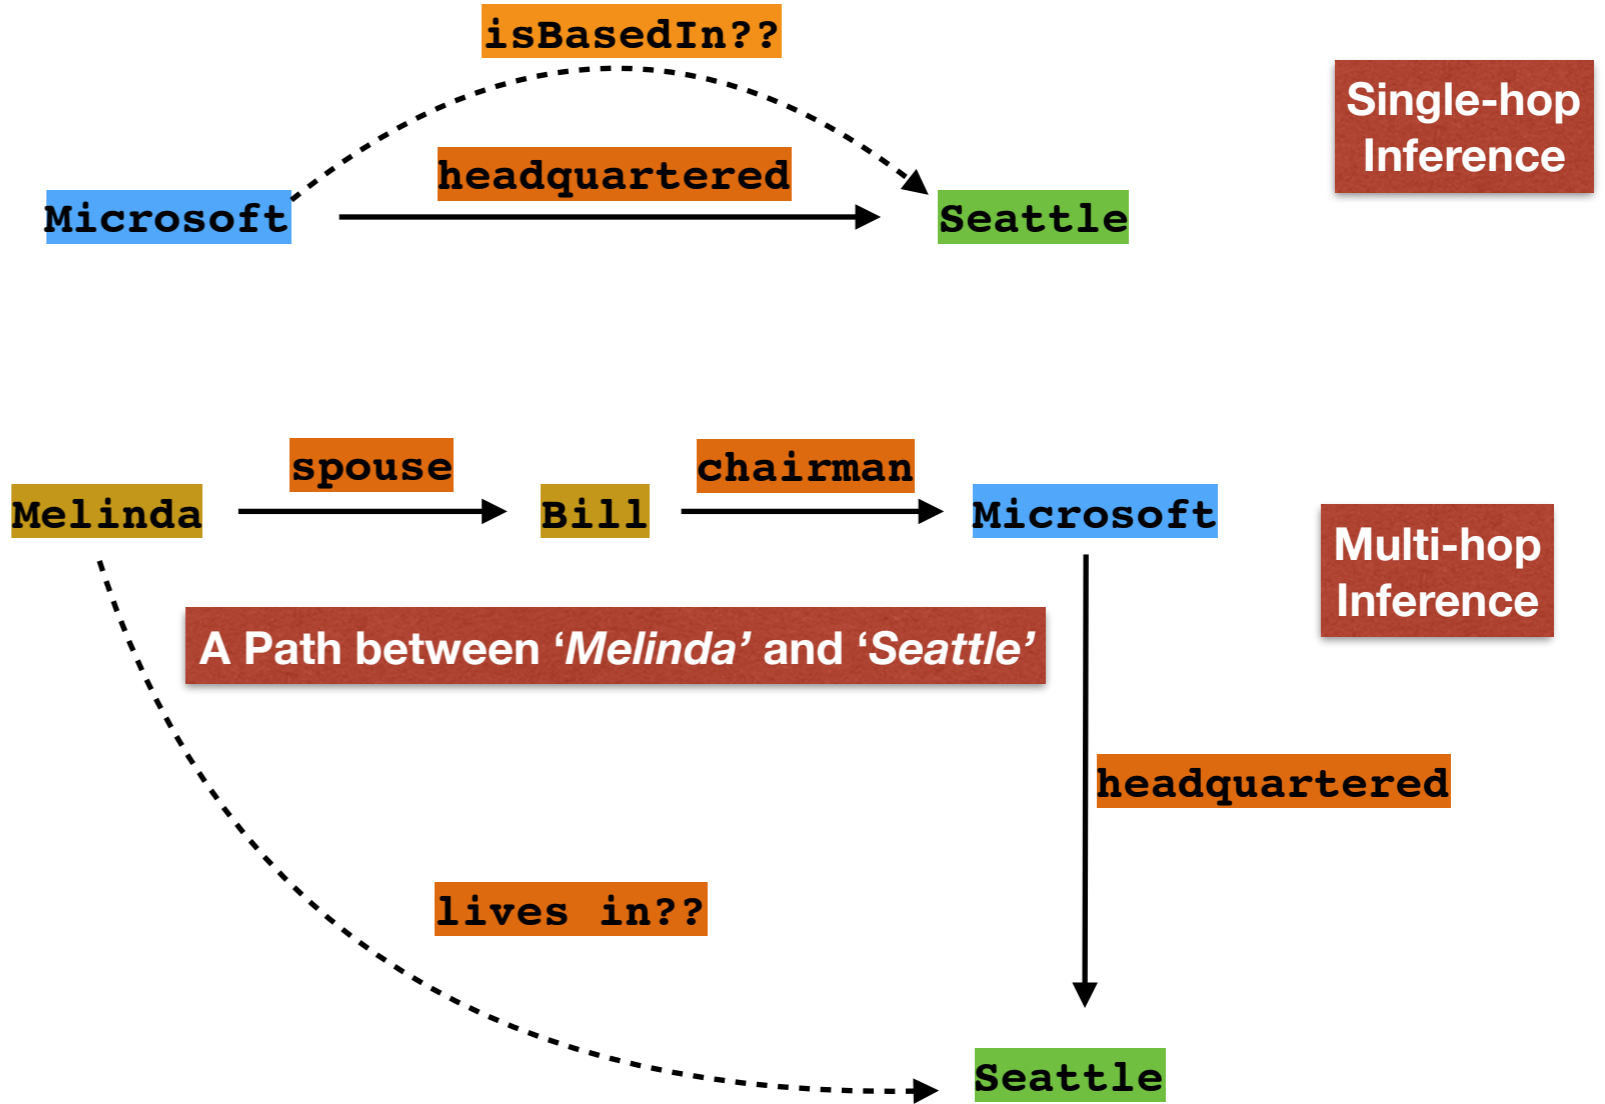 isBasedIn??
Single-hop
Inference
headquartered
Microsoft
Seattle
spouse
chairman
Melinda
Bill
Microsoft
Multi-hop
Inference
A Path between ‘Melinda’ and ‘Seattle’
headquartered
lives in??
Seattle